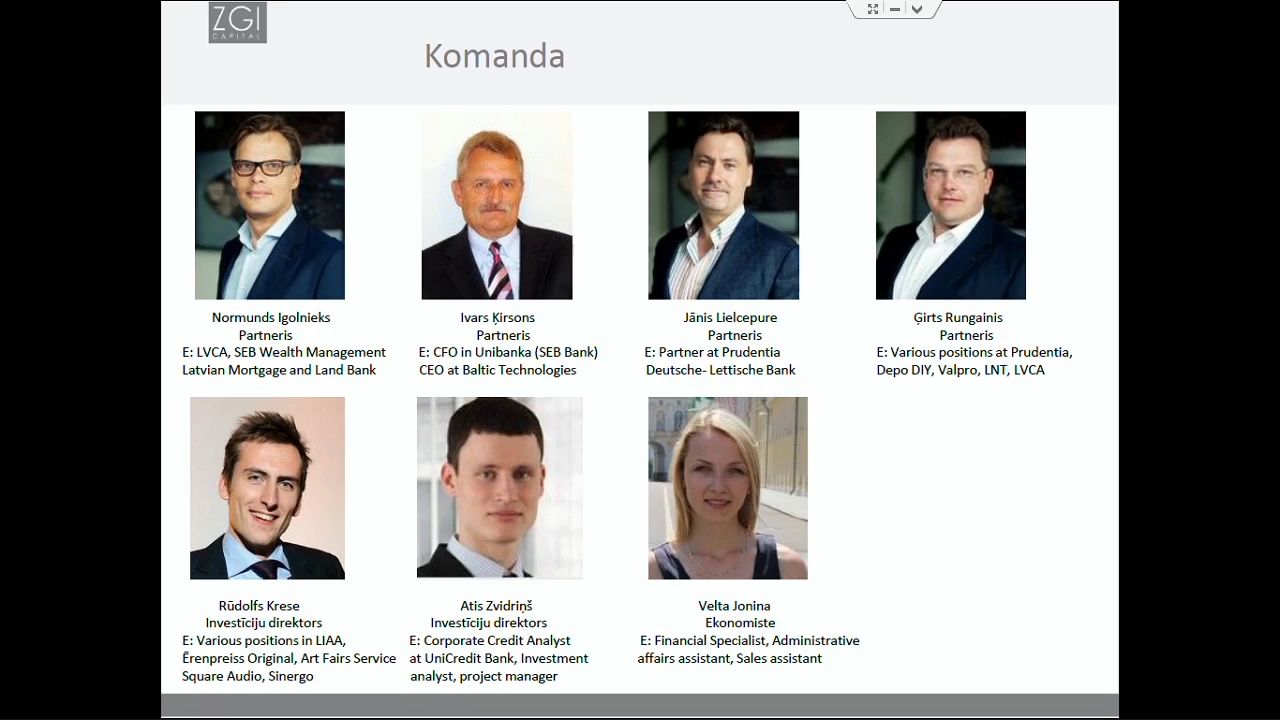 ZGI
CAPITAL
Komanda
Normunds Igolnieks
Partneris
E: LVCA, SEB Wealth Management
Latvian Mortgage and Land Bank
Ivars Ķirsons
Partneris
E: CFO in Unibanka (SEB Bank)
CEO at Baltic Technologies
Jānis Lielcepure
Partneris
E: Partner at Prudentia
Deutsche- Lettische Bank
Ģirts Rungainis
Partneris
E: Various positions at Prudentia,
Depo DIY, Valpro, LNT, LVCA
Rūdolfs Krese
Investīciju direktors
E: Various positions in LIAA,
Ērenpreiss Original, Art Fairs Service
Square Audio, Sinergo
Atis Zvidriņš
Investīciju direktors
E: Corporate Credit Analyst
at UniCredit Bank, Investment
analyst, project manager
Velta Jonina
Ekonomiste
E: Financial Specialist, Administrative
affairs assistant, Sales assistant